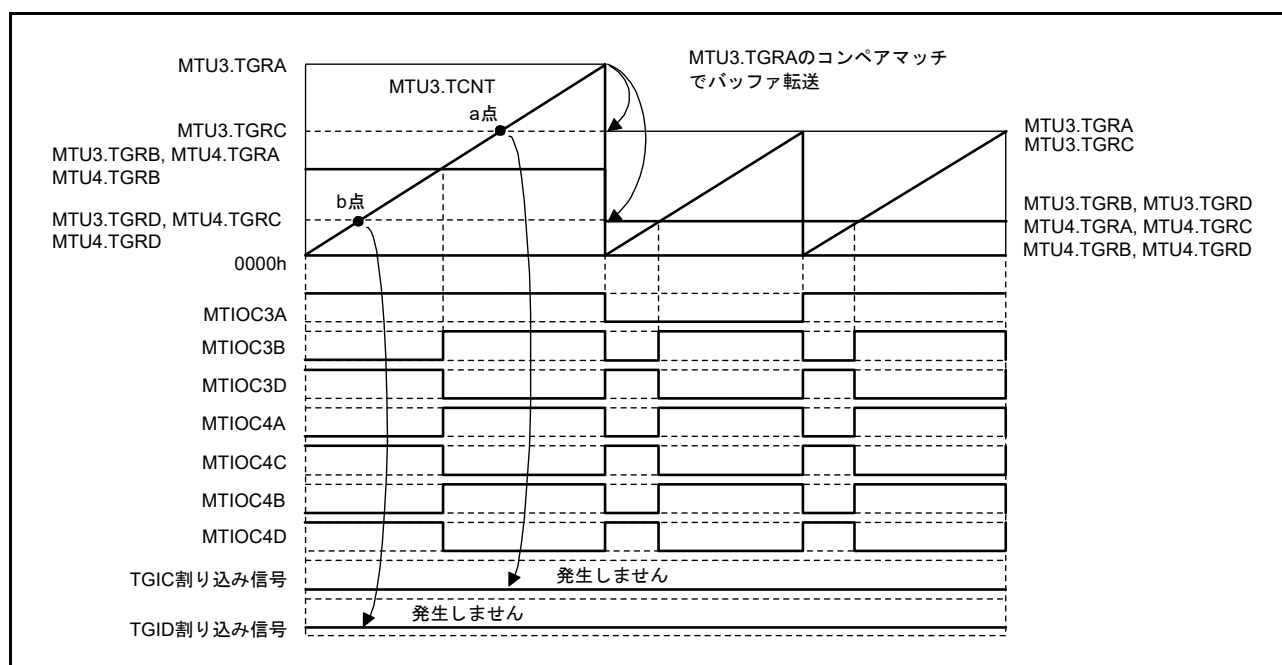 MTU3.TGRA
MTU3.TCNT
MTU3.TGRAのコンペアマッチ
でバッファ転送
a点
MTU3.TGRC
MTU3.TGRB, MTU4.TGRA
MTU4.TGRB
b点
MTU3.TGRD, MTU4.TGRC
MTU4.TGRD
0000h
MTU3.TGRA
MTU3.TGRC
MTU3.TGRB, MTU3.TGRD
MTU4.TGRA, MTU4.TGRC
MTU4.TGRB, MTU4.TGRD
MTIOC3A
MTIOC3B
MTIOC3D
MTIOC4A
MTIOC4C
MTIOC4B
MTIOC4D
TGIC割り込み信号
発生しません
TGID割り込み信号
発生しません